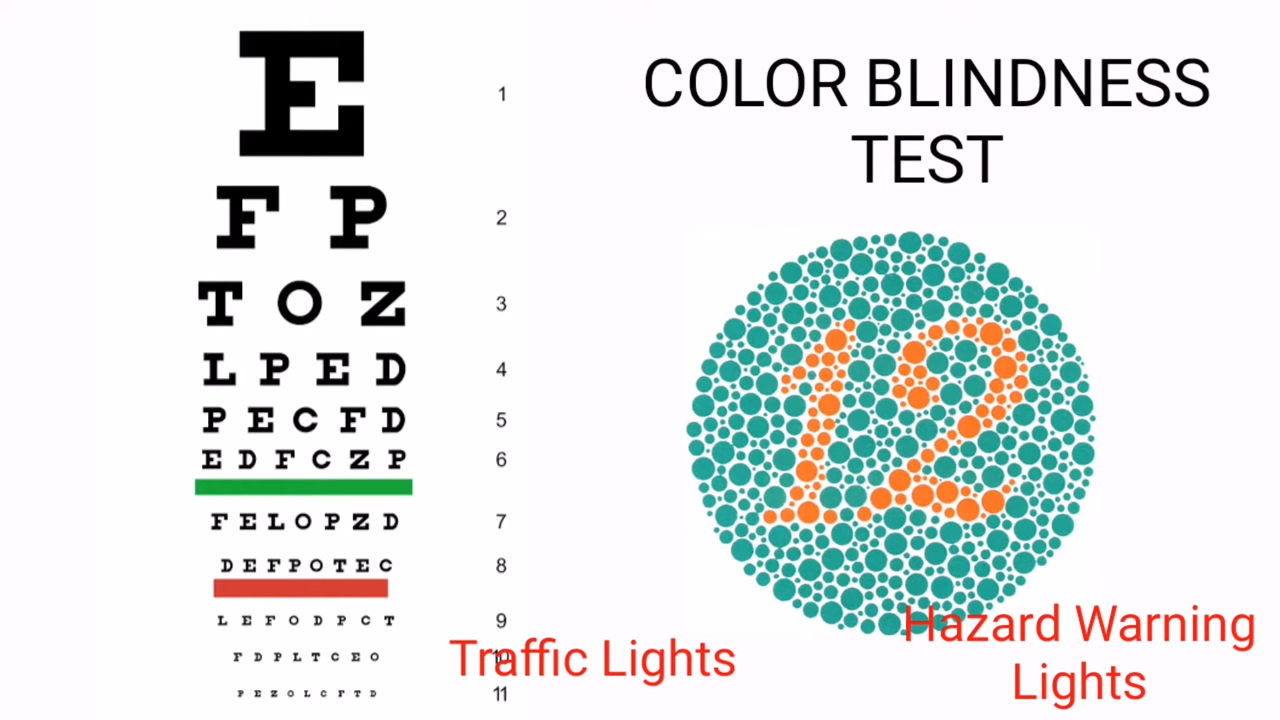 E 1
F P 2
T O Z 3
L P E D 4
P E C F D 5
E D F C Z P 6
F E L O P Z D 7
D E F P O T E C 8
L E F O D P C T 9
F D P L T C E O 10
P E Z O L C F T D 11
COLOR BLINDNESS
TEST
12
Traffic Lights
Hazard Warning
Lights